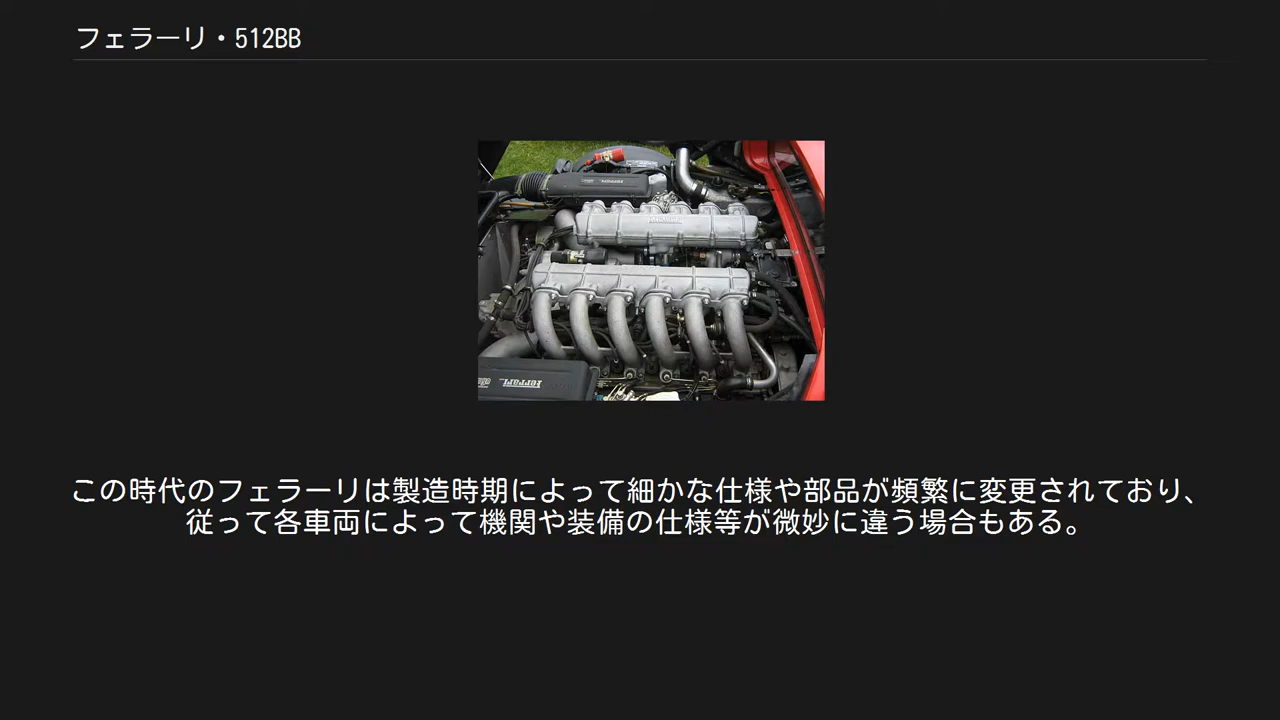 フェラーリ・512BB
この時代のフェラーリは製造時期によって細かな仕様や部品が頻繁に変更されており、
従って各車両によって機関や装備の仕様等が微妙に違う場合もある。
Ferrari